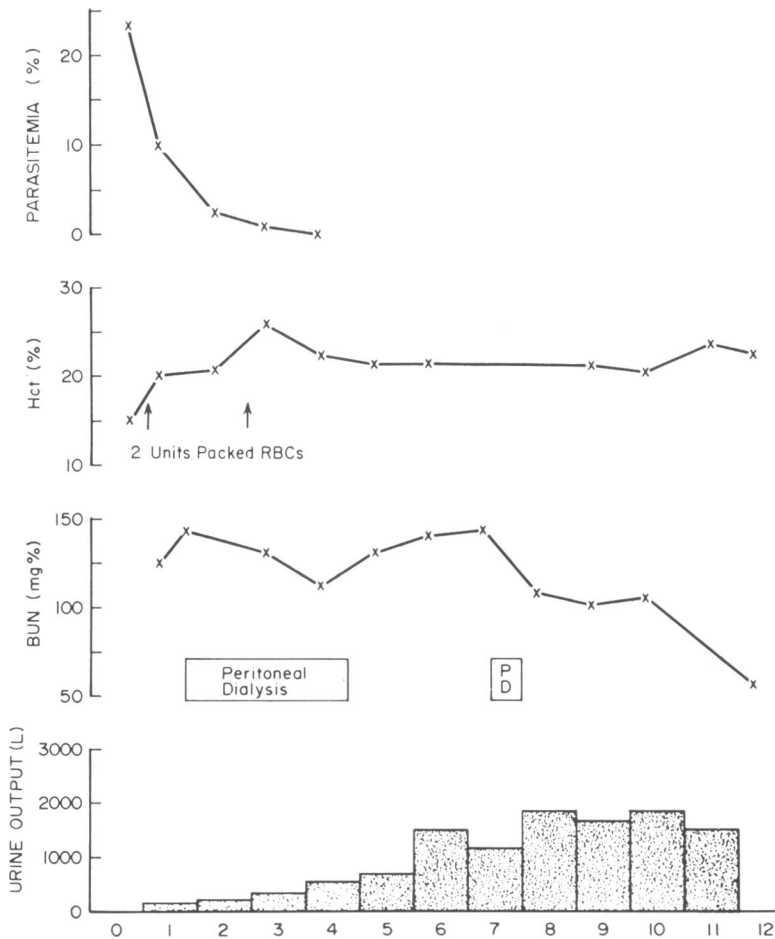 PARASITEMIA (%)
20
10
0
Hct (%)
30
20
10
2 Units Packed RBCs
BUN (mg%)
150
100
50
Peritoneal
Dialysis
P
D
URINE OUTPUT (L)
3000
2000
1000
0
0 1 2 3 4 5 6 7 8 9 10 11 12